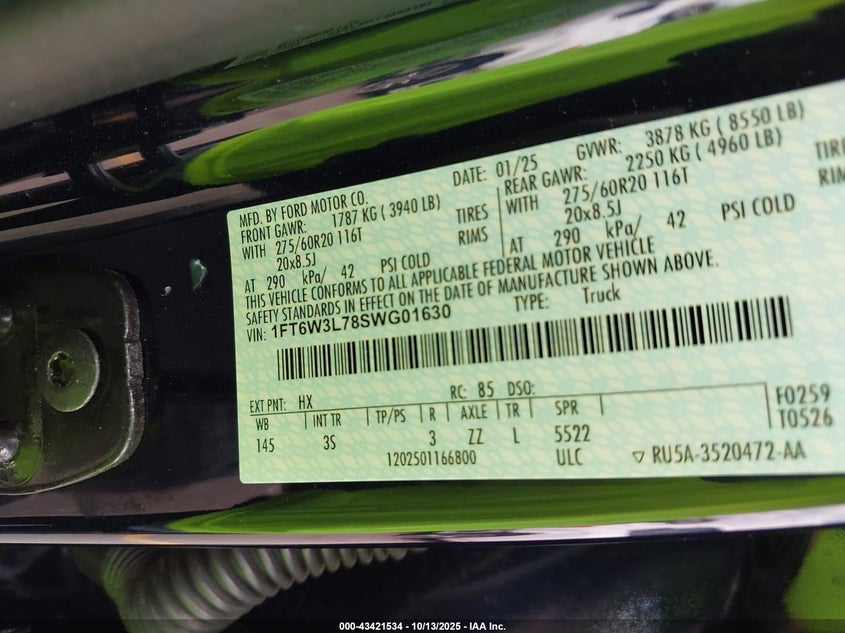 MFD. BY FORD MOTOR CO.
DATE: 01/25 GVWR: 3878 KG ( 8550 LB)
FRONT GAWR: 1787 KG ( 3940 LB)
REAR GAWR: 2250 KG ( 4960 LB)
WITH 275/60R20 116T TIRES
WITH 275/60R20 116T TIRES
20x8.5J RIMS
20x8.5J RIMS
AT 290 kPa/ 42 PSI COLD
AT 290 kPa/ 42 PSI COLD
THIS VEHICLE CONFORMS TO ALL APPLICABLE FEDERAL MOTOR VEHICLE
SAFETY STANDARDS IN EFFECT ON THE DATE OF MANUFACTURE SHOWN ABOVE.
VIN: 1FT6W3L78SWG01630 TYPE: Truck
EXT PNT: HX RC: 85 DSO:
WB INT TR TP/PS R AXLE TR SPR
145 3S 3 ZZ L 5522
F0259
T0526
1202501166800 ULC ▽ RU5A-3520472-AA
000-43421534 - 10/13/2025 - IAA Inc.